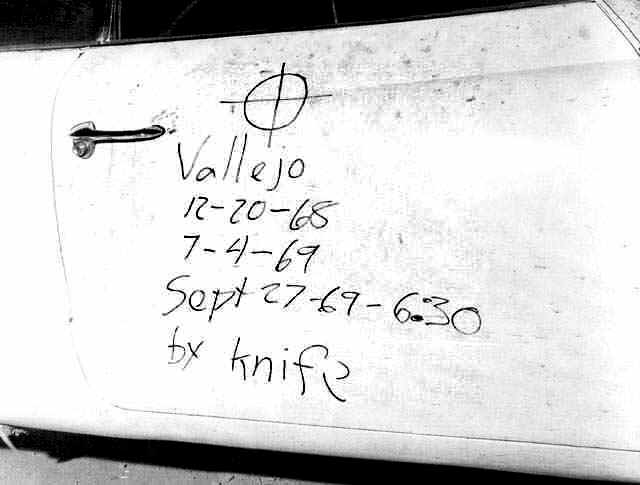 Vallejo
12-20-68
7-4-69
Sept 27-69-6:30
by knife